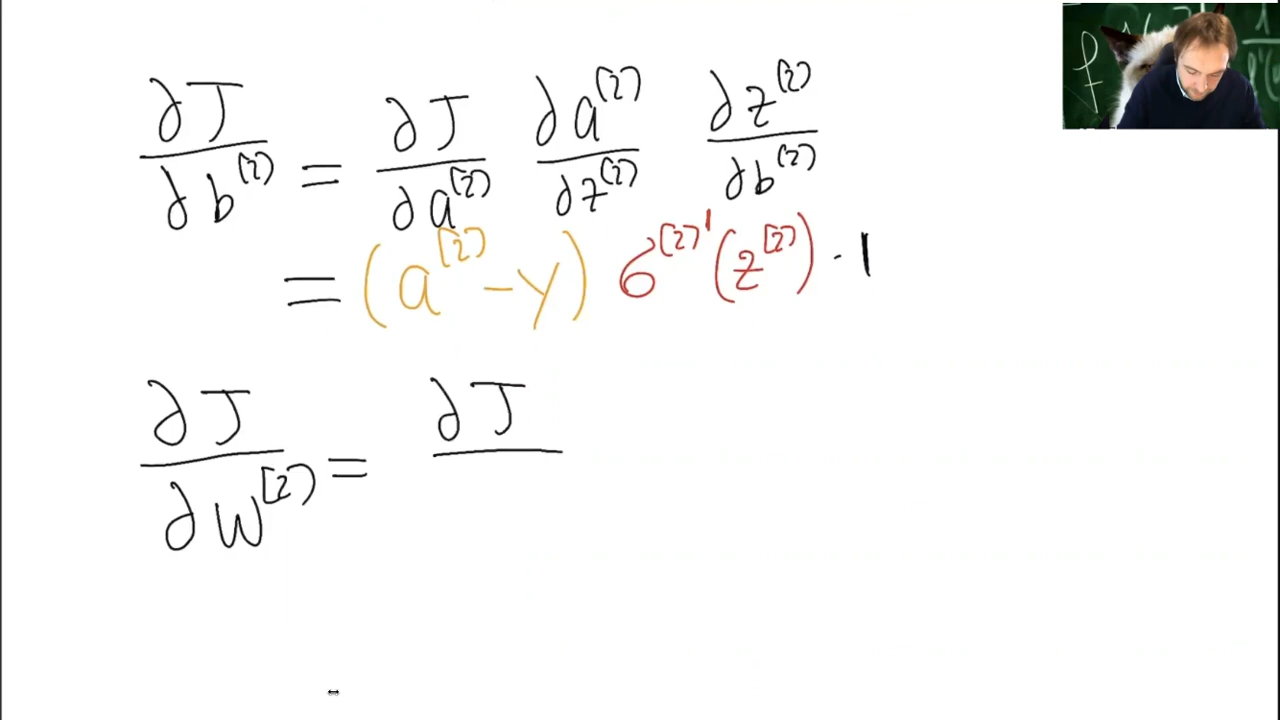 ∂J/∂b^[2] = ∂J/∂a^[2] ∂a^[2]/∂z^[2] ∂z^[2]/∂b^[2]
= (a^[2] - y) σ^[2]'(z^[2]) · 1
∂J/∂w^[2] = ∂J/